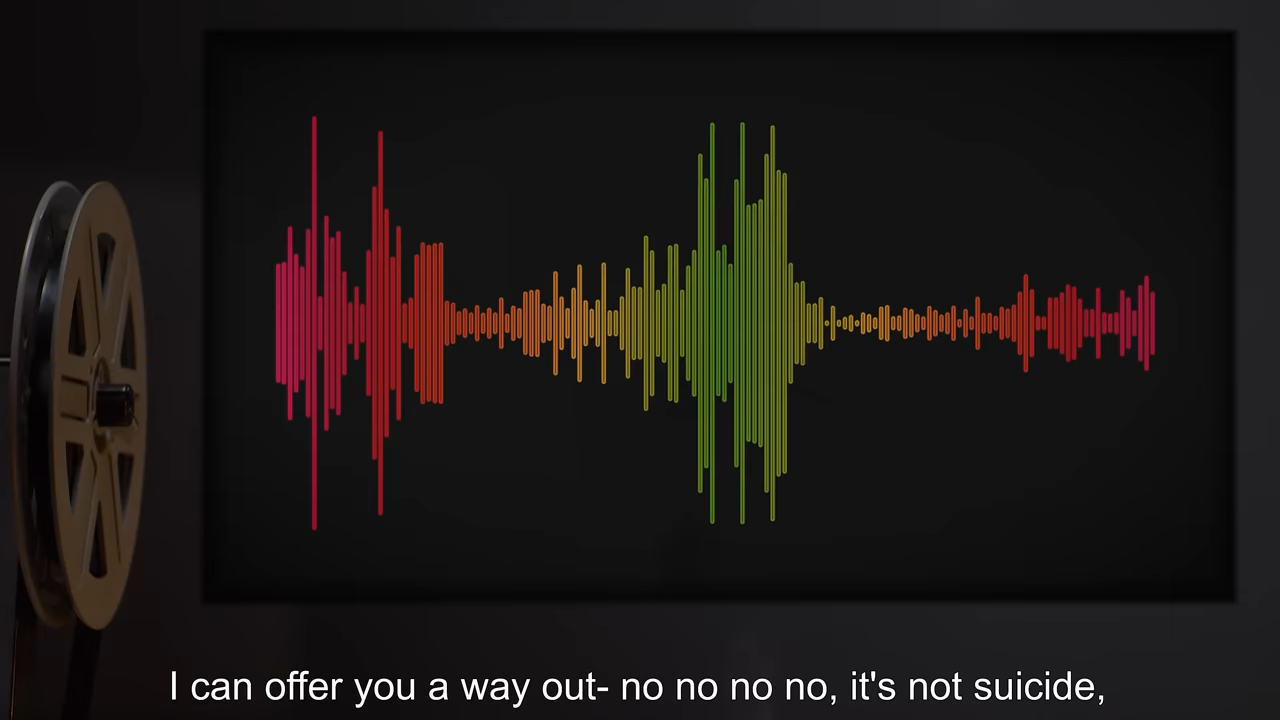 I can offer you a way out- no no no no, it's not suicide,